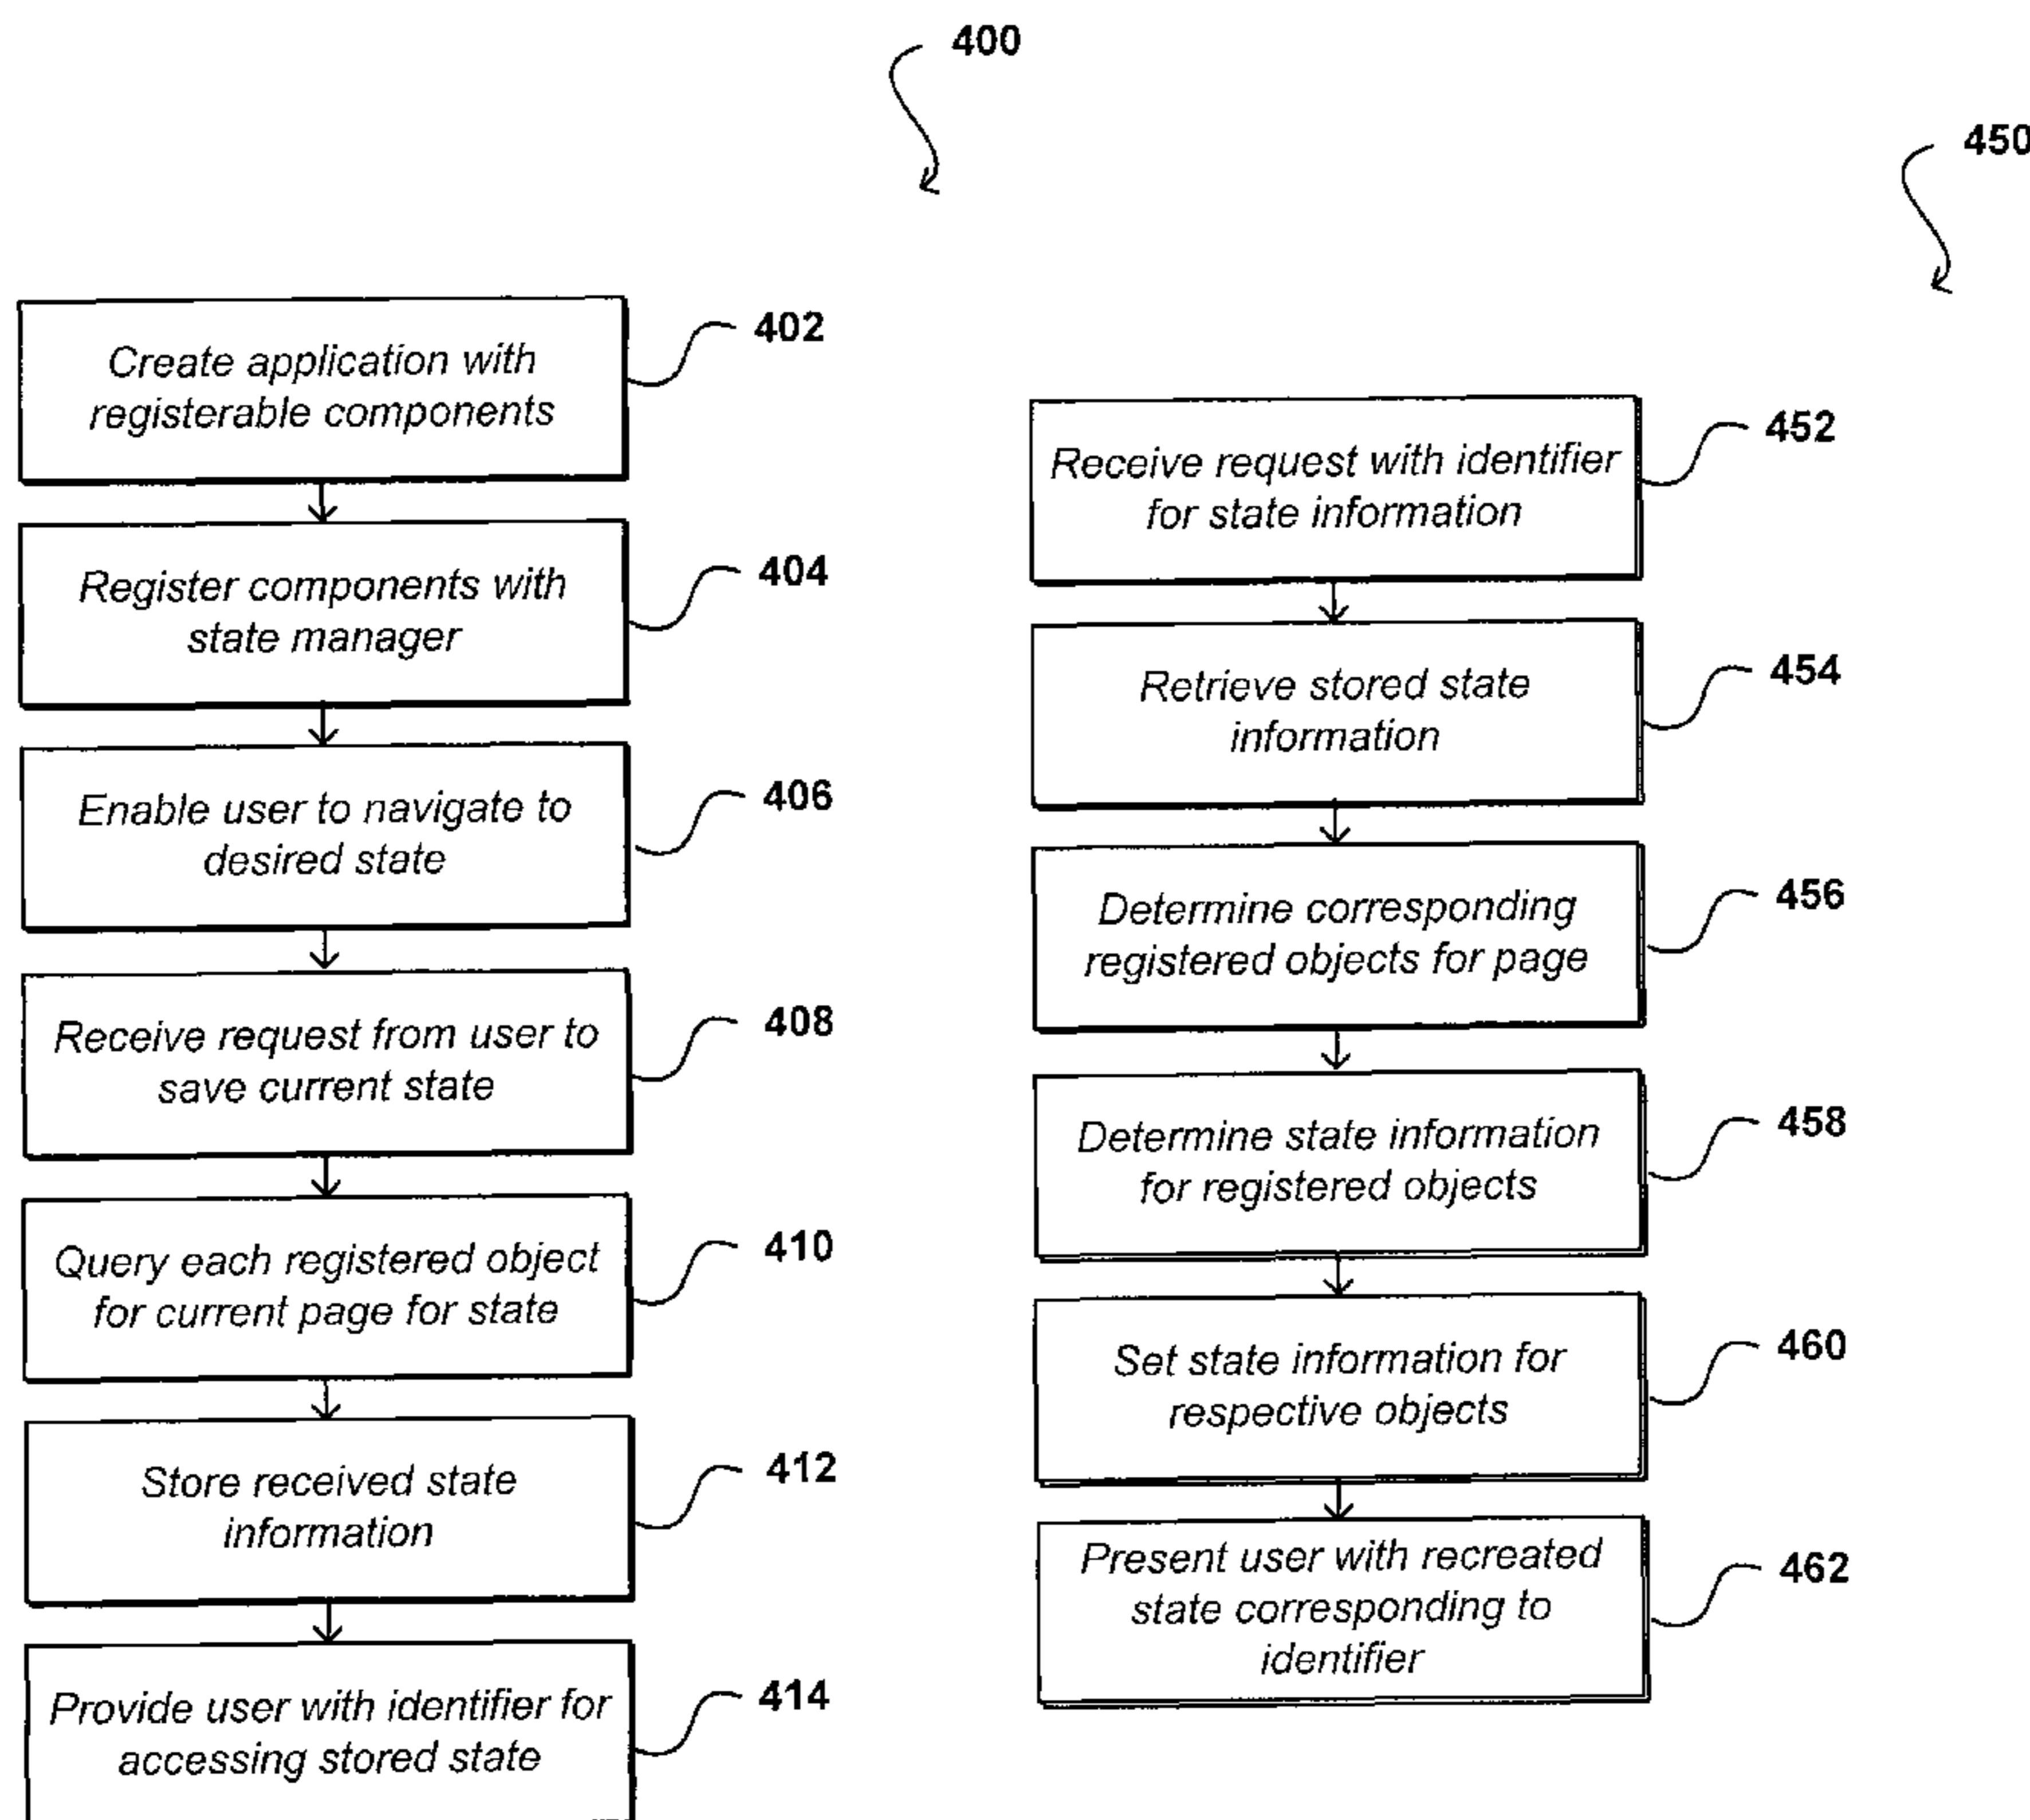 400
Create application with
registerable components
402
Register components with
state manager
404
Enable user to navigate to
desired state
406
Receive request from user to
save current state
408
Query each registered object
for current page for state
410
Store received state
information
412
Provide user with identifier for
accessing stored state
414
450
Receive request with identifier
for state information
452
Retrieve stored state
information
454
Determine corresponding
registered objects for page
456
Determine state information
for registered objects
458
Set state information for
respective objects
460
Present user with recreated
state corresponding to
identifier
462